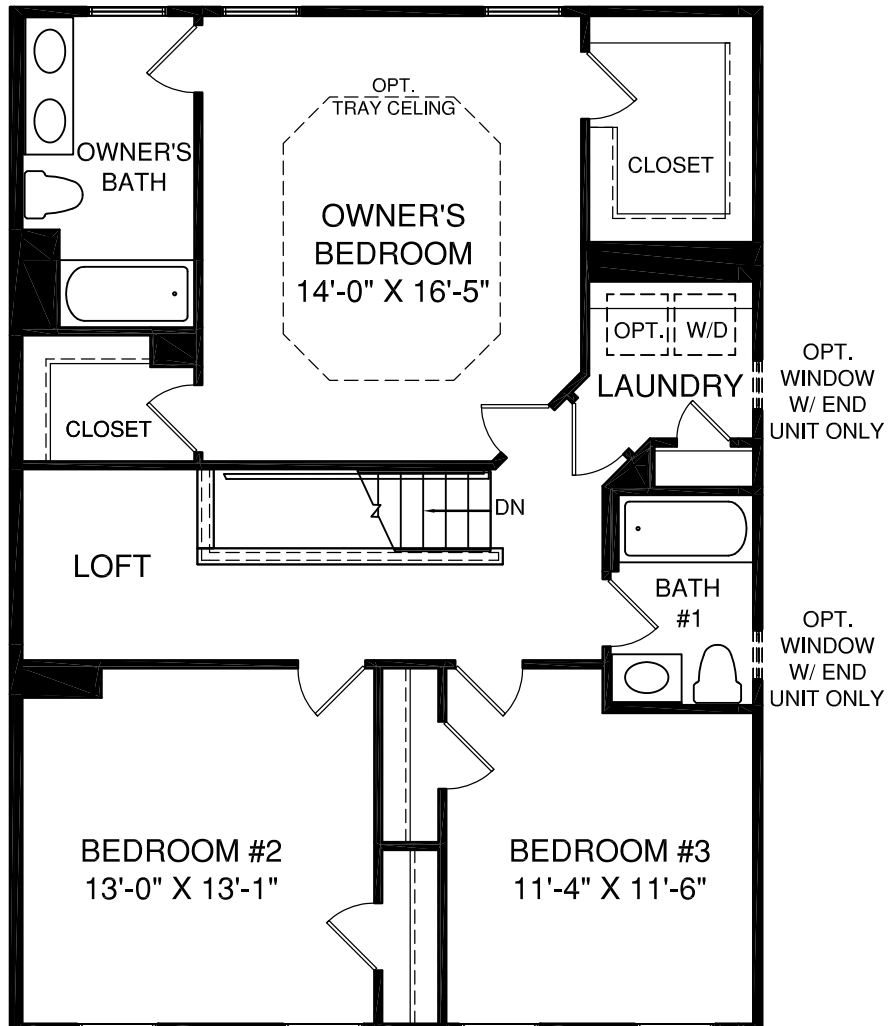 OPT.
TRAY CELING
OWNER'S
BATH
CLOSET
OWNER'S
BEDROOM
14'-0" X 16'-5"
OPT.
W/D
LAUNDRY
OPT.
WINDOW
W/ END
UNIT ONLY
CLOSET
DN
LOFT
BATH
#1
OPT.
WINDOW
W/ END
UNIT ONLY
BEDROOM #2
13'-0" X 13'-1"
BEDROOM #3
11'-4" X 11'-6"